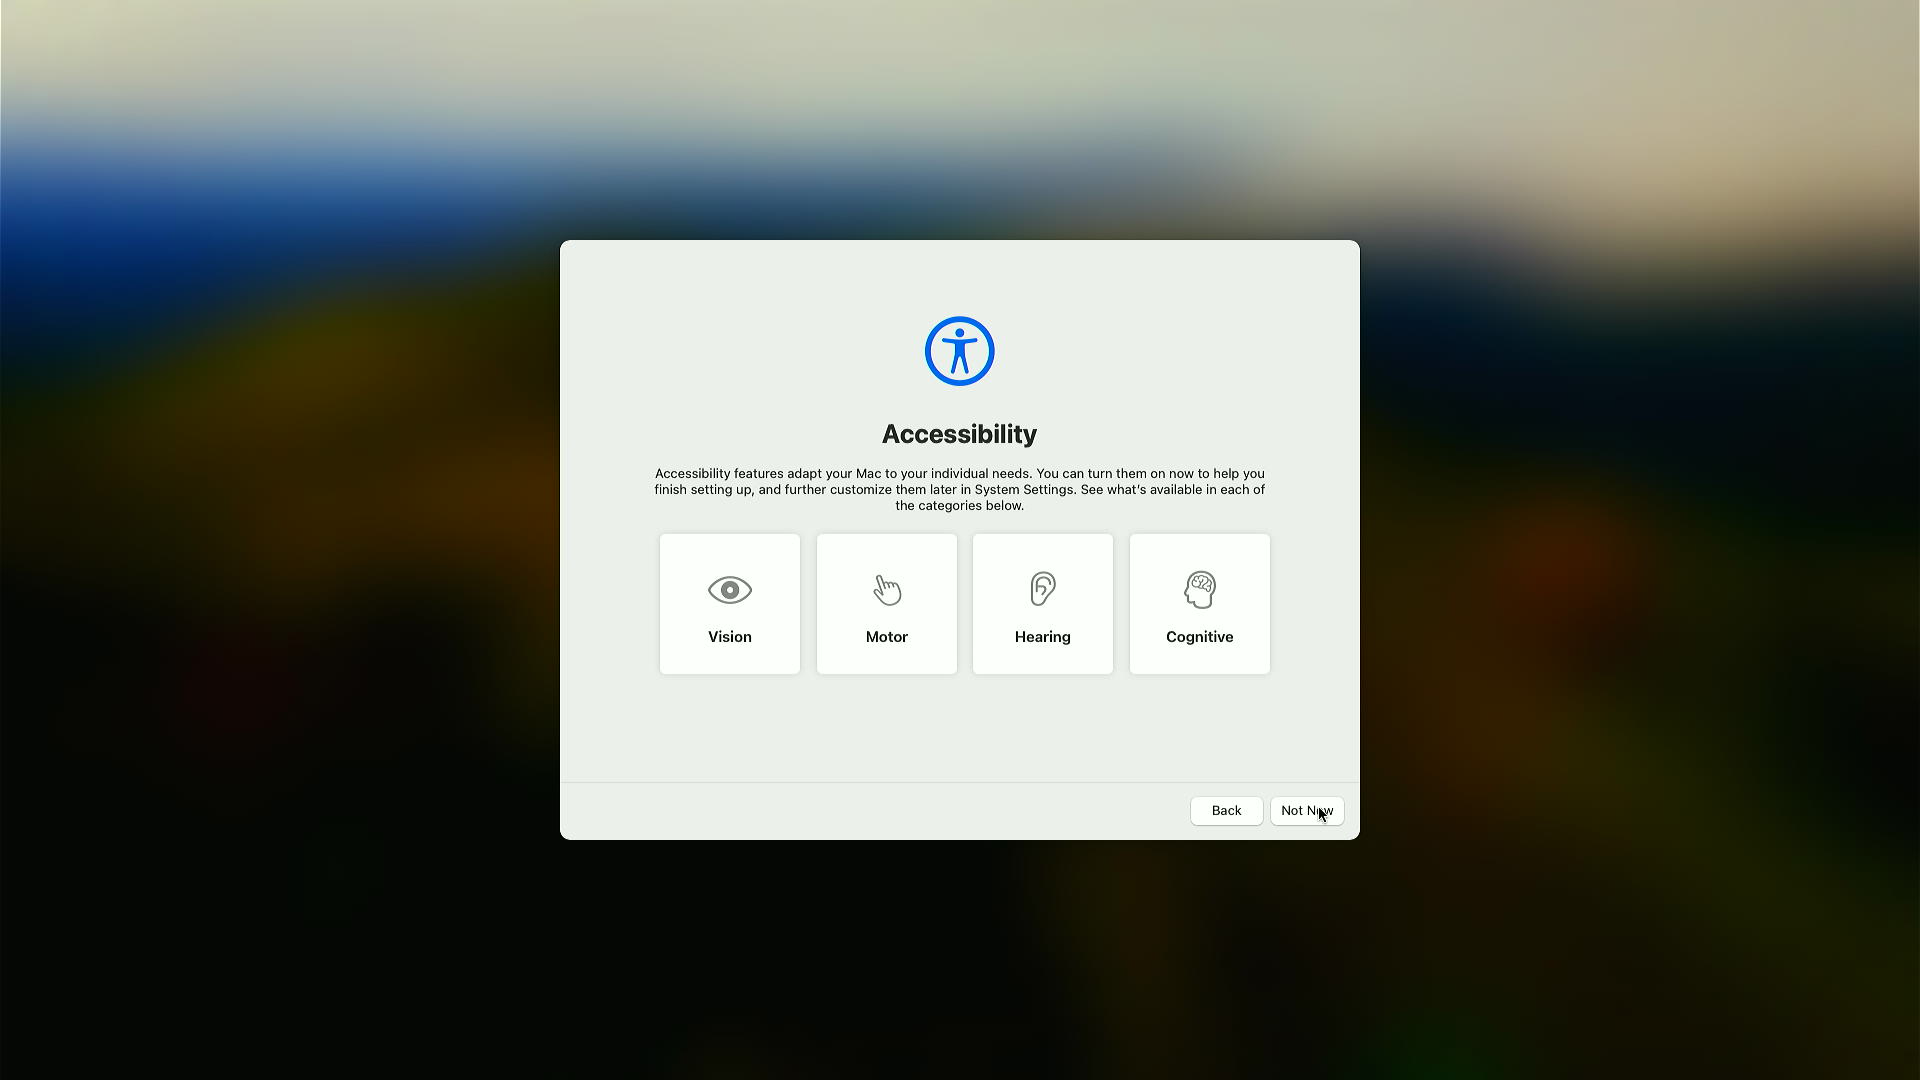 Accessibility
Accessibility features adapt your Mac to your individual needs. You can turn them on now to help you
finish setting up, and further customize them later in System Settings. See what's available in each of
the categories below.
Vision
Motor
Hearing
Cognitive
Back
Not Now